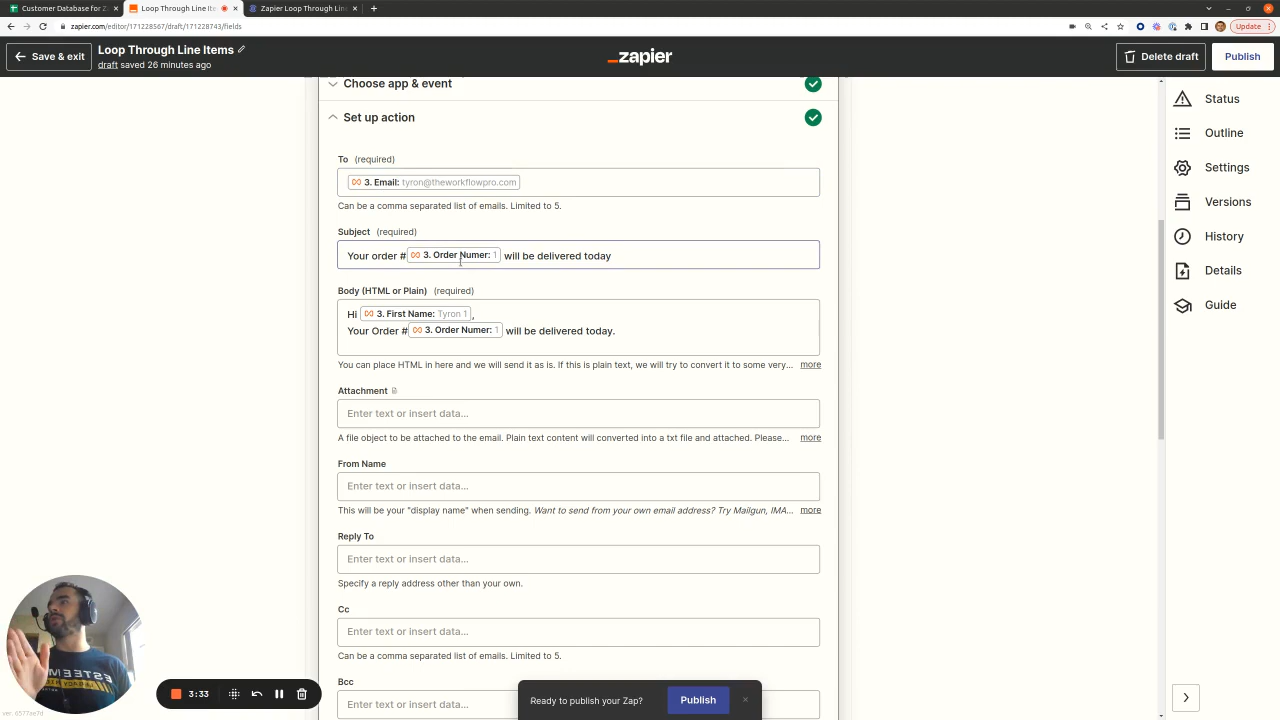 Customer Database for Z
Loop Through Line Ite
Zapier Loop Through Line
zapier.com/editor/171228567/draft/171228743/fields
Update
Save & exit
Loop Through Line Items
draft saved 26 minutes ago
_zapier
Delete draft
Publish
Choose app & event
Set up action
To (required)
3. Email: tyron@theworkflowpro.com
Can be a comma separated list of emails. Limited to 5.
Subject (required)
Your order # 3. Order Numer: 1 will be delivered today
Body (HTML or Plain) (required)
Hi 3. First Name: Tyron 1 ,
Your Order # 3. Order Numer: 1 will be delivered today.
You can place HTML in here and we will send it as is. If this is plain text, we will try to convert it to some very... more
Attachment
Enter text or insert data...
A file object to be attached to the email. Plain text content will converted into a txt file and attached. Please... more
From Name
Enter text or insert data...
This will be your "display name" when sending. Want to send from your own email address? Try Mailgun, IMA... more
Reply To
Enter text or insert data...
Specify a reply address other than your own.
Cc
Enter text or insert data...
Can be a comma separated list of emails. Limited to 5.
Bcc
Enter text or insert data...
Status
Outline
Settings
Versions
History
Details
Guide
3:33
Ready to publish your Zap?
Publish
ver. 6577ae7d